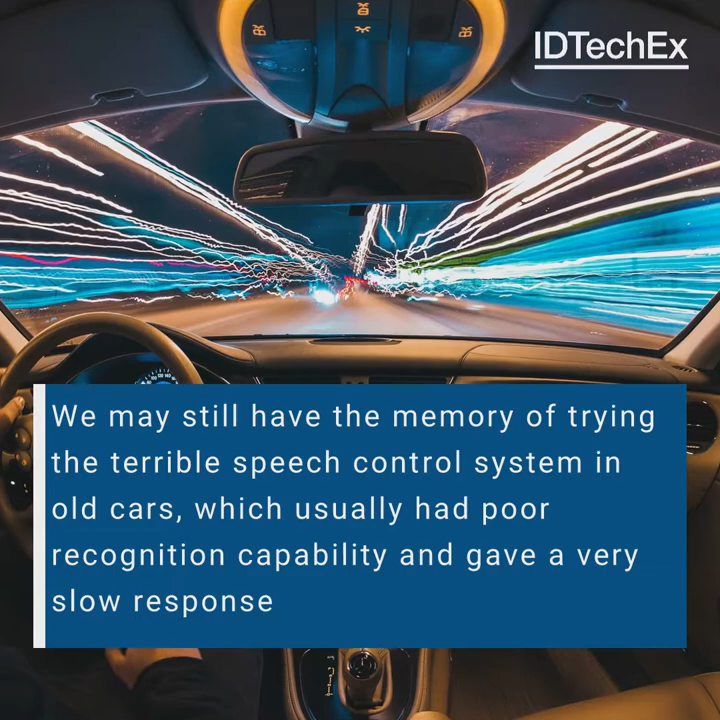 IDTechEx
We may still have the memory of trying
the terrible speech control system in
old cars, which usually had poor
recognition capability and gave a very
slow response